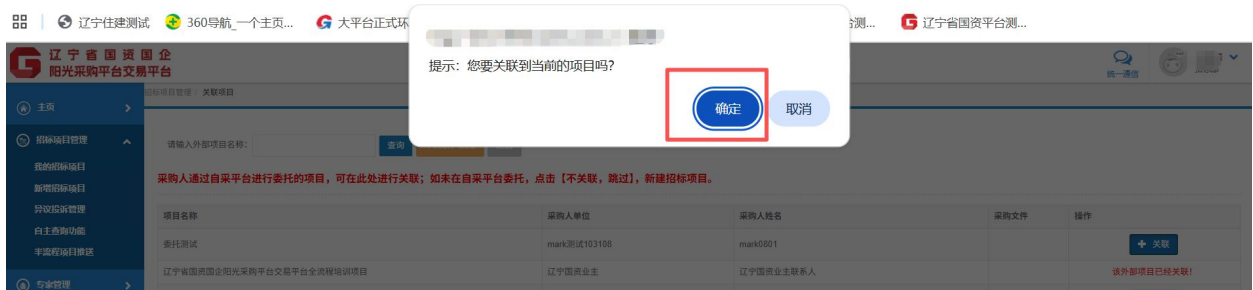 辽宁住建测试 360导航_一个主页... 大平台正式环 测... 辽宁省国资平台测...
辽宁省国资国企
阳光采购平台交易平台
提示：您要关联到当前的项目吗?
确定 取消
统一通信
主页
招标项目管理 / 关联项目
招标项目管理
我的招标项目
新增招标项目
异议投诉管理
自主查询功能
半流程项目推送
专家管理
请输入外部项目名称： 查询
采购人通过自采平台进行委托的项目，可在此处进行关联；如未在自采平台委托，点击【不关联，跳过】，新建招标项目。
项目名称 采购人单位 采购人姓名 采购文件 操作
委托测试 mark测试103108 mark0801 关联
辽宁省国资国企阳光采购平台交易平台全流程培训项目 辽宁国资业主 辽宁国资业主联系人 该外部项目已经关联!